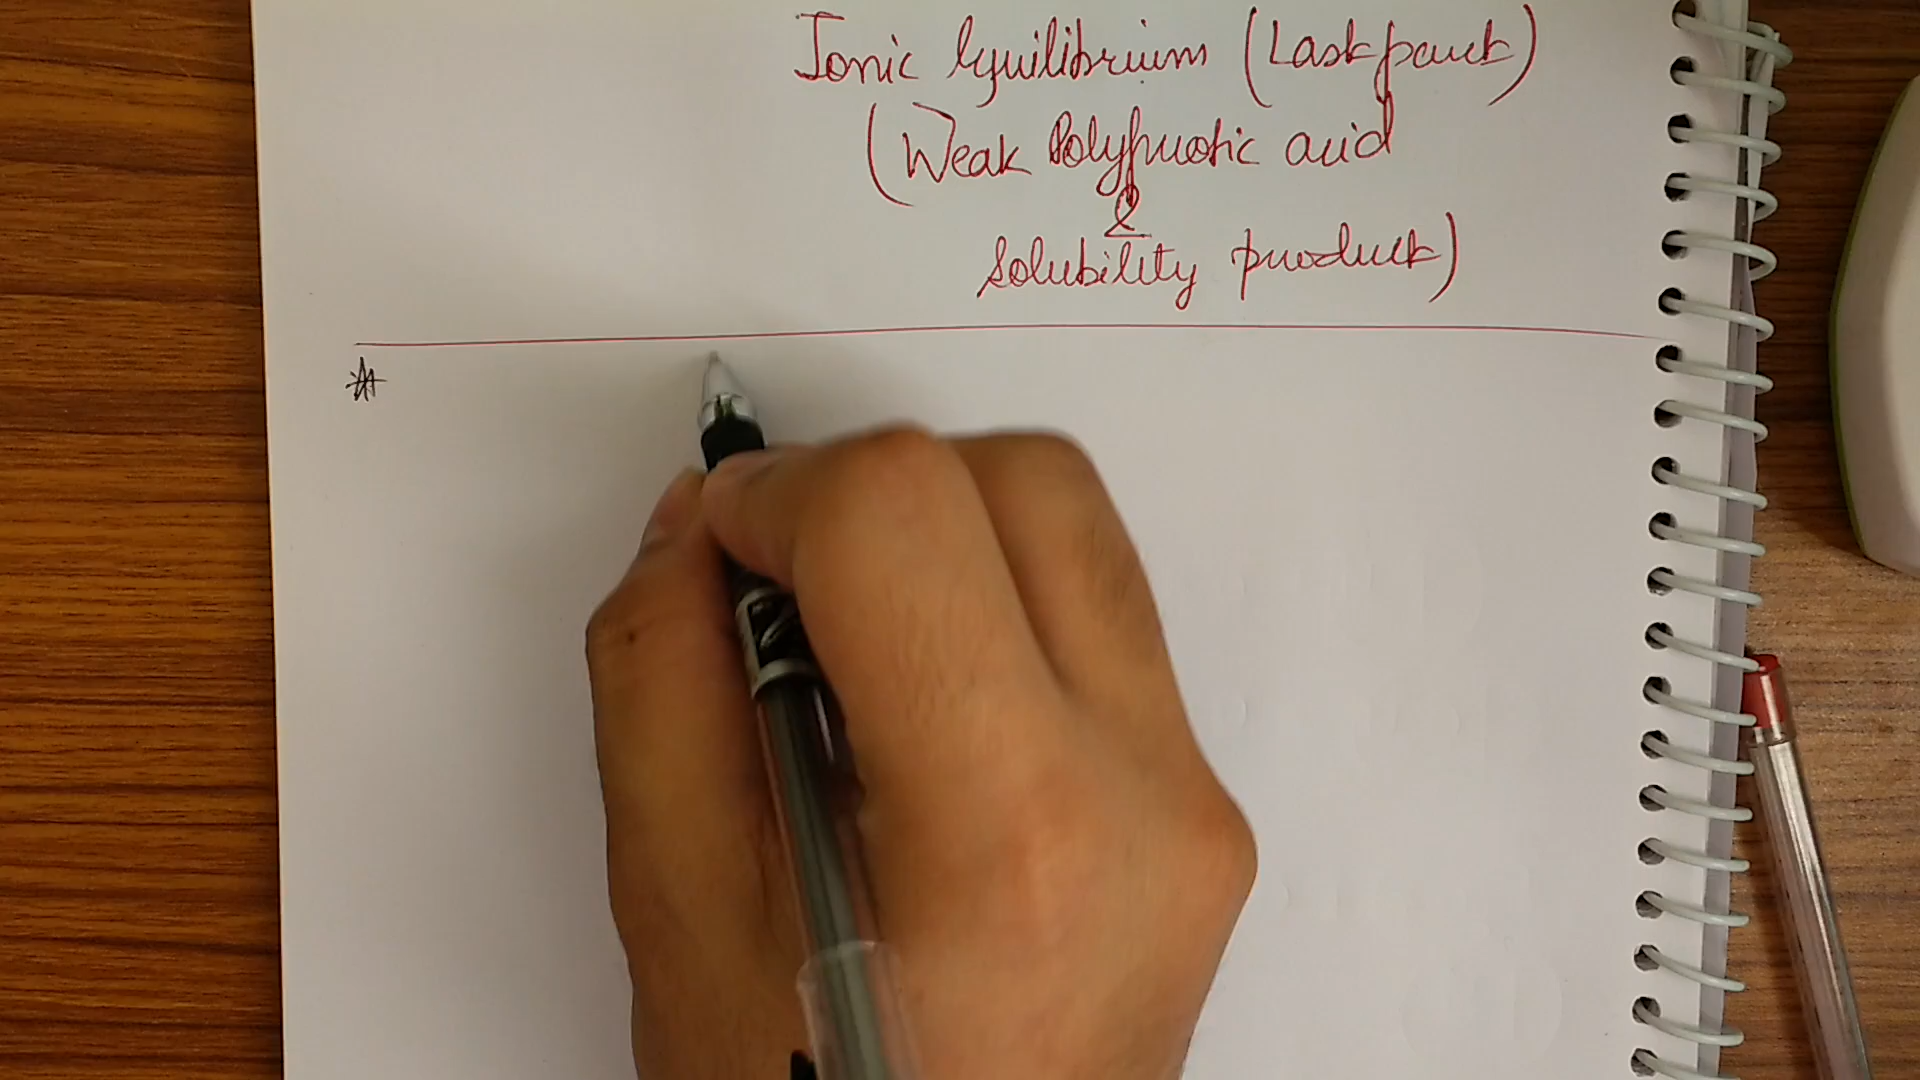 Ionic Equilibrium (Last part)
(Weak Polyprotic acid
&
Solubility product)